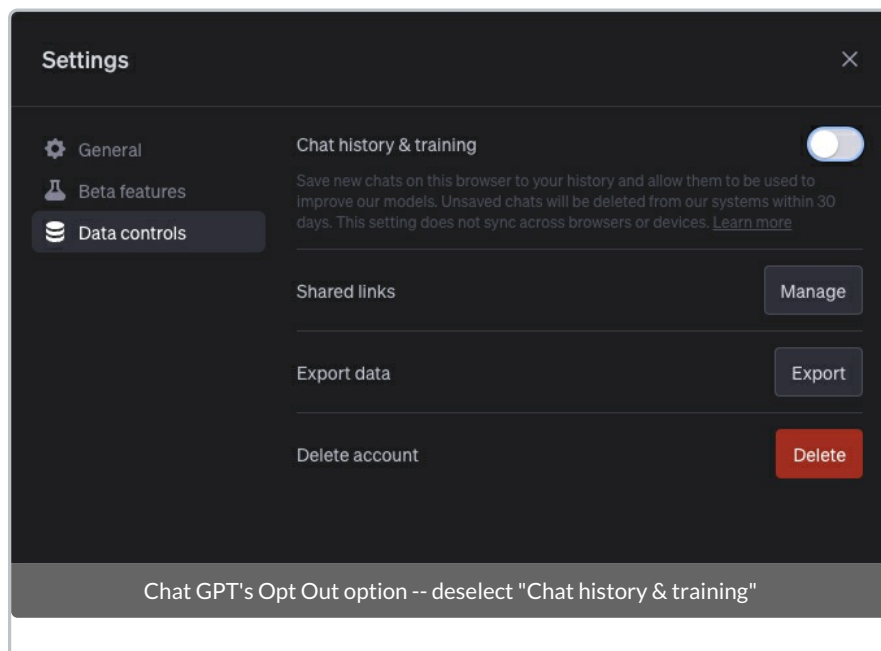 Settings
General
Beta features
Data controls
Chat history & training
Save new chats on this browser to your history and allow them to be used to
improve our models. Unsaved chats will be deleted from our systems within 30
days. This setting does not sync across browsers or devices. Learn more
Shared links
Manage
Export data
Export
Delete account
Delete
Chat GPT's Opt Out option -- deselect "Chat history & training"